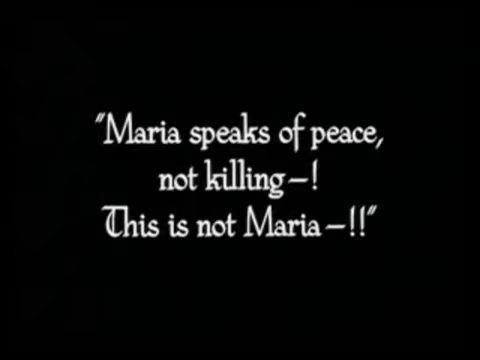 "Maria speaks of peace,
not killing–!
This is not Maria–!!"